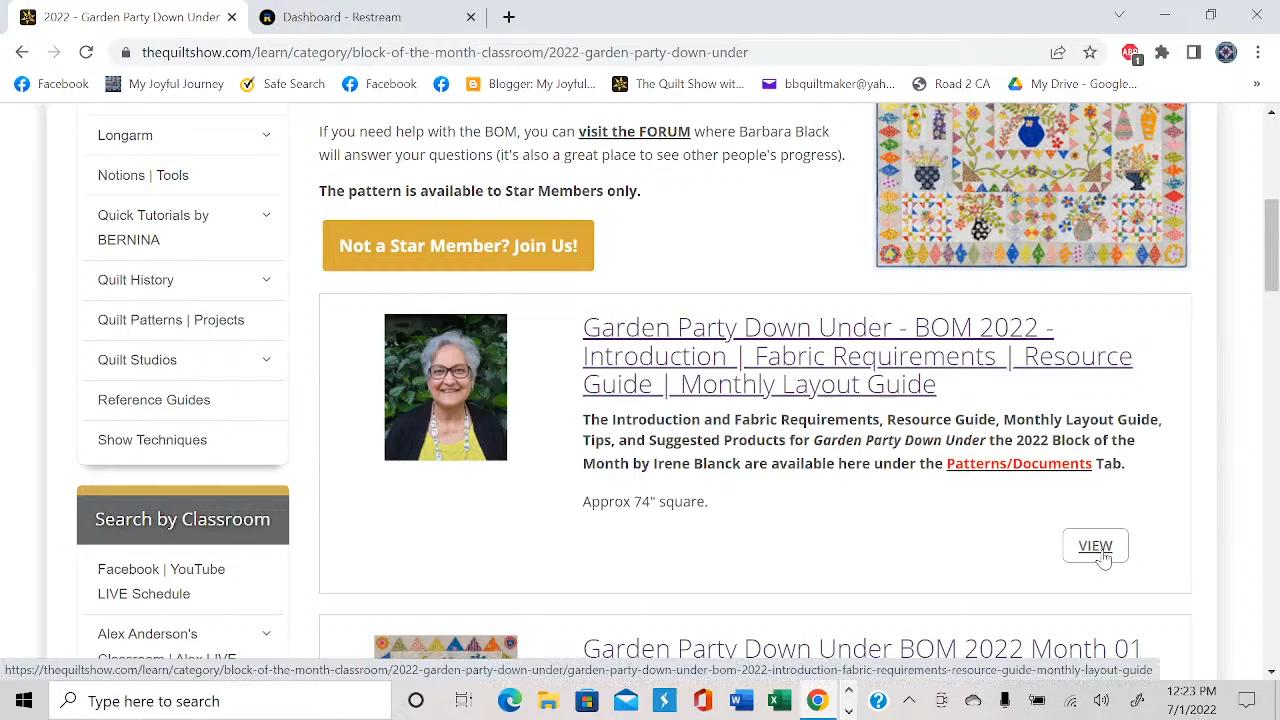 2022 - Garden Party Down Under
Dashboard - Restream
thequiltshow.com/learn/category/block-of-the-month-classroom/2022-garden-party-down-under
Facebook My Joyful Journey Sate Search Facebook Blogger: My Joyful... The Quilt Show wit... bbquiltmaker@yah... Road 2 CA My Drive - Google... »
ABP
1
Longarm
Notions | Tools
Quick Tutorials by
BERNINA
Quilt History
Quilt Patterns | Projects
Quilt Studios
Reference Guides
Show Techniques
Search by Classroom
Facebook | YouTube
LIVE Schedule
Alex Anderson's
Classroom | Alex LIVE
If you need help with the BOM, you can visit the FORUM where Barbara Black
will answer your questions (it's also a great place to see other people's progress).
The pattern is available to Star Members only.
Not a Star Member? Join Us!
Garden Party Down Under - BOM 2022 -
Introduction | Fabric Requirements | Resource
Guide | Monthly Layout Guide
The Introduction and Fabric Requirements, Resource Guide, Monthly Layout Guide,
Tips, and Suggested Products for Garden Party Down Under the 2022 Block of the
Month by Irene Blanck are available here under the Patterns/Documents Tab.
Approx 74" square.
VIEW
Garden Party Down Under BOM 2022 Month 01
https://thequiltshow.com/learn/category/block-of-the-month-classroom/2022-garden-party-down-under/garden-party-down-under-bom-2022-introduction-fabric-requirements-resource-guide-monthly-layout-guide
Type here to search
12:23 PM
7/1/2022